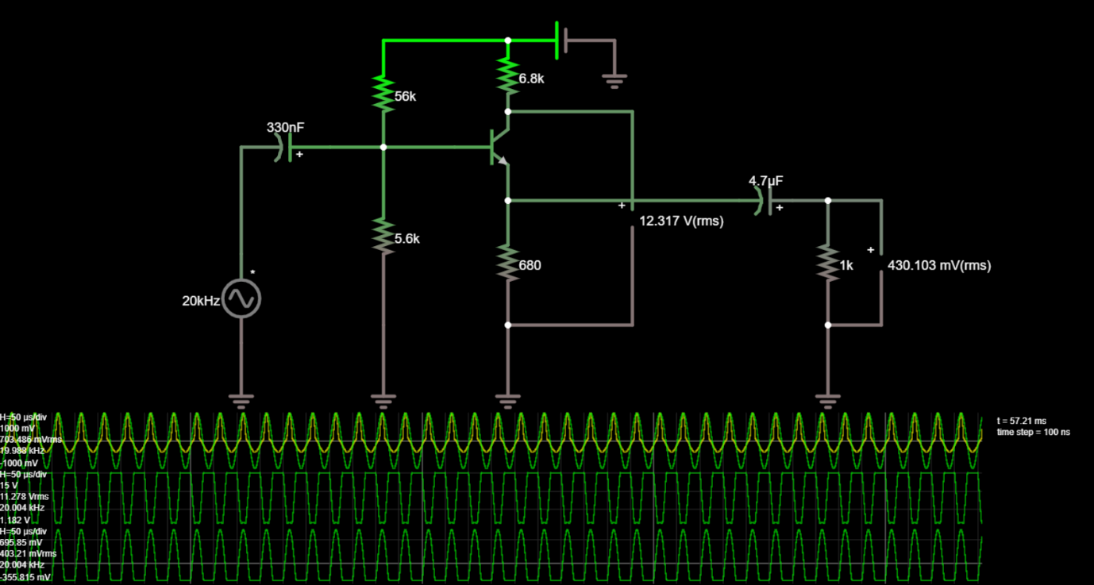 6.8k
56k
330nF
+
4.7µF
+
+
12.317 V(rms)
5.6k
+
680
1k
430.103 mV(rms)
*
20kHz
H=50 µs/div
1000 mV
703.486 mVrms
19.988 kHz
-1000 mV
t = 57.21 ms
time step = 100 ns
H=50 µs/div
15 V
11.278 Vrms
20.004 kHz
1.182 V
H=50 µs/div
695.85 mV
403.21 mVrms
20.004 kHz
-355.815 mV